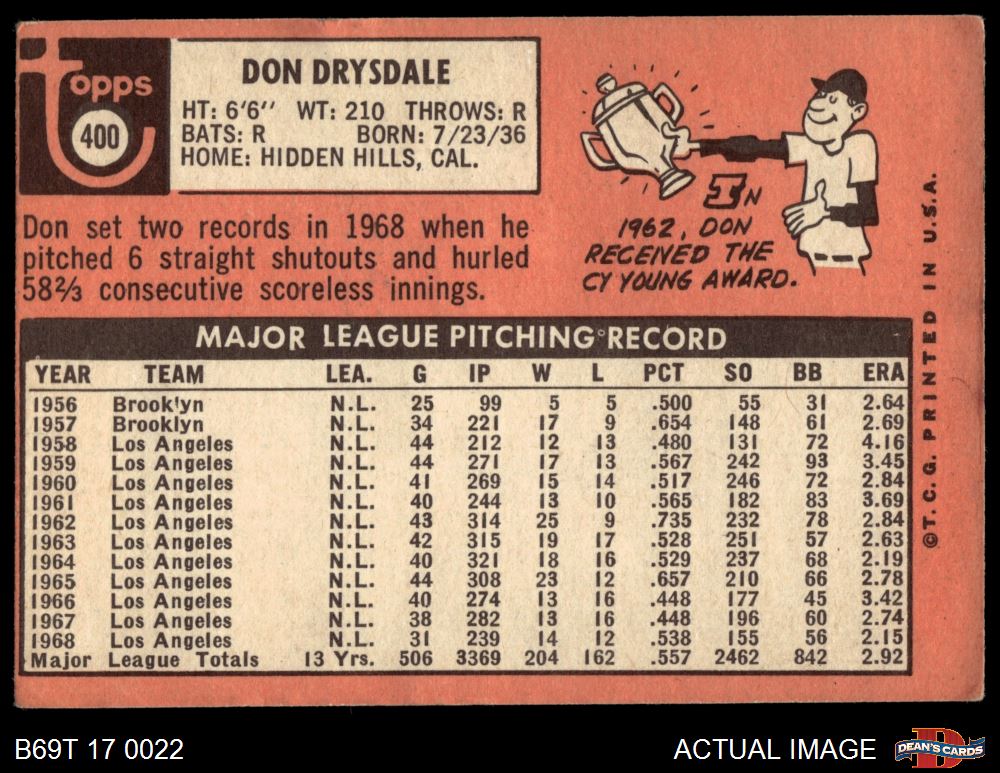 Topps
400
DON DRYSDALE
HT: 6'6" WT: 210 THROWS: R
BATS: R BORN: 7/23/36
HOME: HIDDEN HILLS, CAL.
IN
1962, DON
RECEIVED THE
CY YOUNG AWARD.
Don set two records in 1968 when he
pitched 6 straight shutouts and hurled
58⅔ consecutive scoreless innings.
MAJOR LEAGUE PITCHING RECORD
YEAR TEAM LEA. G IP W L PCT SO BB ERA
1956 Brooklyn N.L. 25 99 5 5 .500 55 31 2.64
1957 Brooklyn N.L. 34 221 17 9 .654 148 61 2.69
1958 Los Angeles N.L. 44 212 12 13 .480 131 72 4.16
1959 Los Angeles N.L. 44 271 17 13 .567 242 93 3.45
1960 Los Angeles N.L. 41 269 15 14 .517 246 72 2.84
1961 Los Angeles N.L. 40 244 13 10 .565 182 83 3.69
1962 Los Angeles N.L. 43 314 25 9 .735 232 78 2.84
1963 Los Angeles N.L. 42 315 19 17 .528 251 57 2.63
1964 Los Angeles N.L. 40 321 18 16 .529 237 68 2.19
1965 Los Angeles N.L. 44 308 23 12 .657 210 66 2.78
1966 Los Angeles N.L. 40 274 13 16 .448 177 45 3.42
1967 Los Angeles N.L. 38 282 13 16 .448 196 60 2.74
1968 Los Angeles N.L. 31 239 14 12 .538 155 56 2.15
Major League Totals 13 Yrs. 506 3369 204 162 .557 2462 842 2.92
©T. C. G. PRINTED IN U.S.A.
B69T 17 0022
ACTUAL IMAGE
D
DEAN'S CARDS